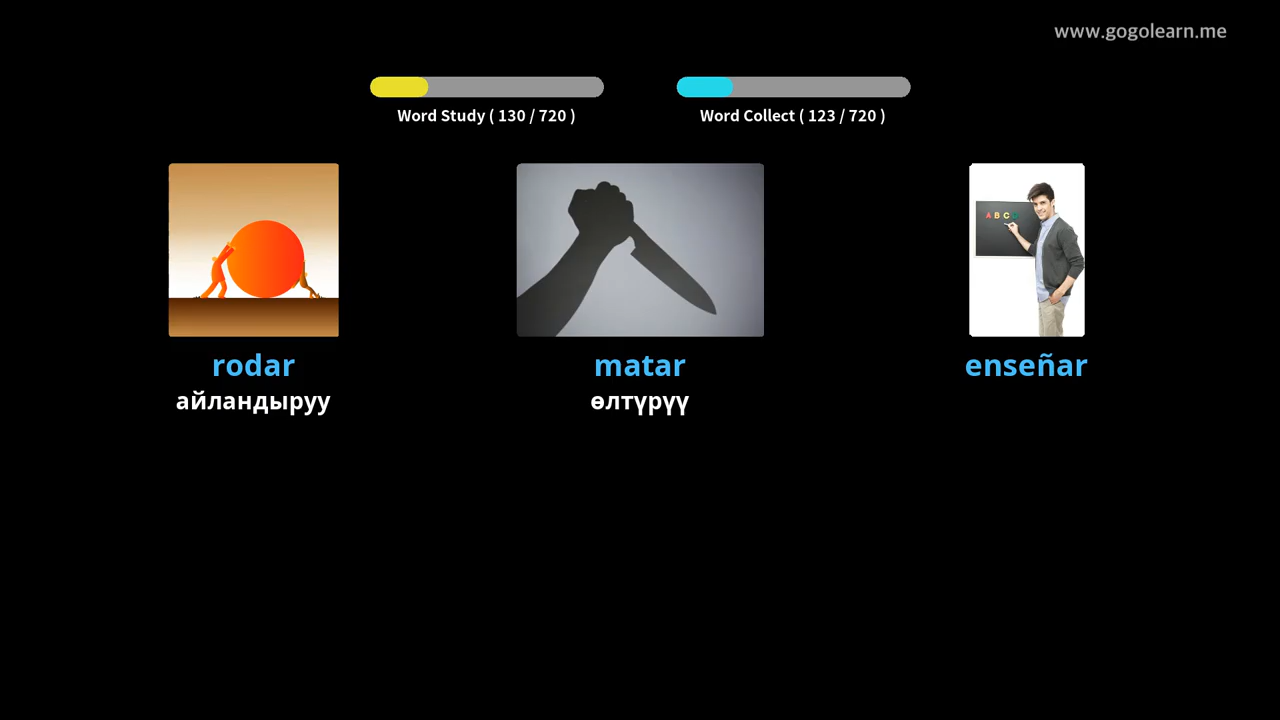 www.gogolearn.me
Word Study ( 130 / 720 )
Word Collect ( 123 / 720 )
A B C D
rodar
matar
enseñar
айландыруу
өлтүрүү